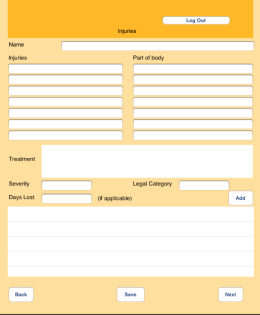 Log Out
Injuries
Name
Injuries Part of body
Treatment
Severity Legal Category
Days Lost (if applicable) Add
Back Save Next